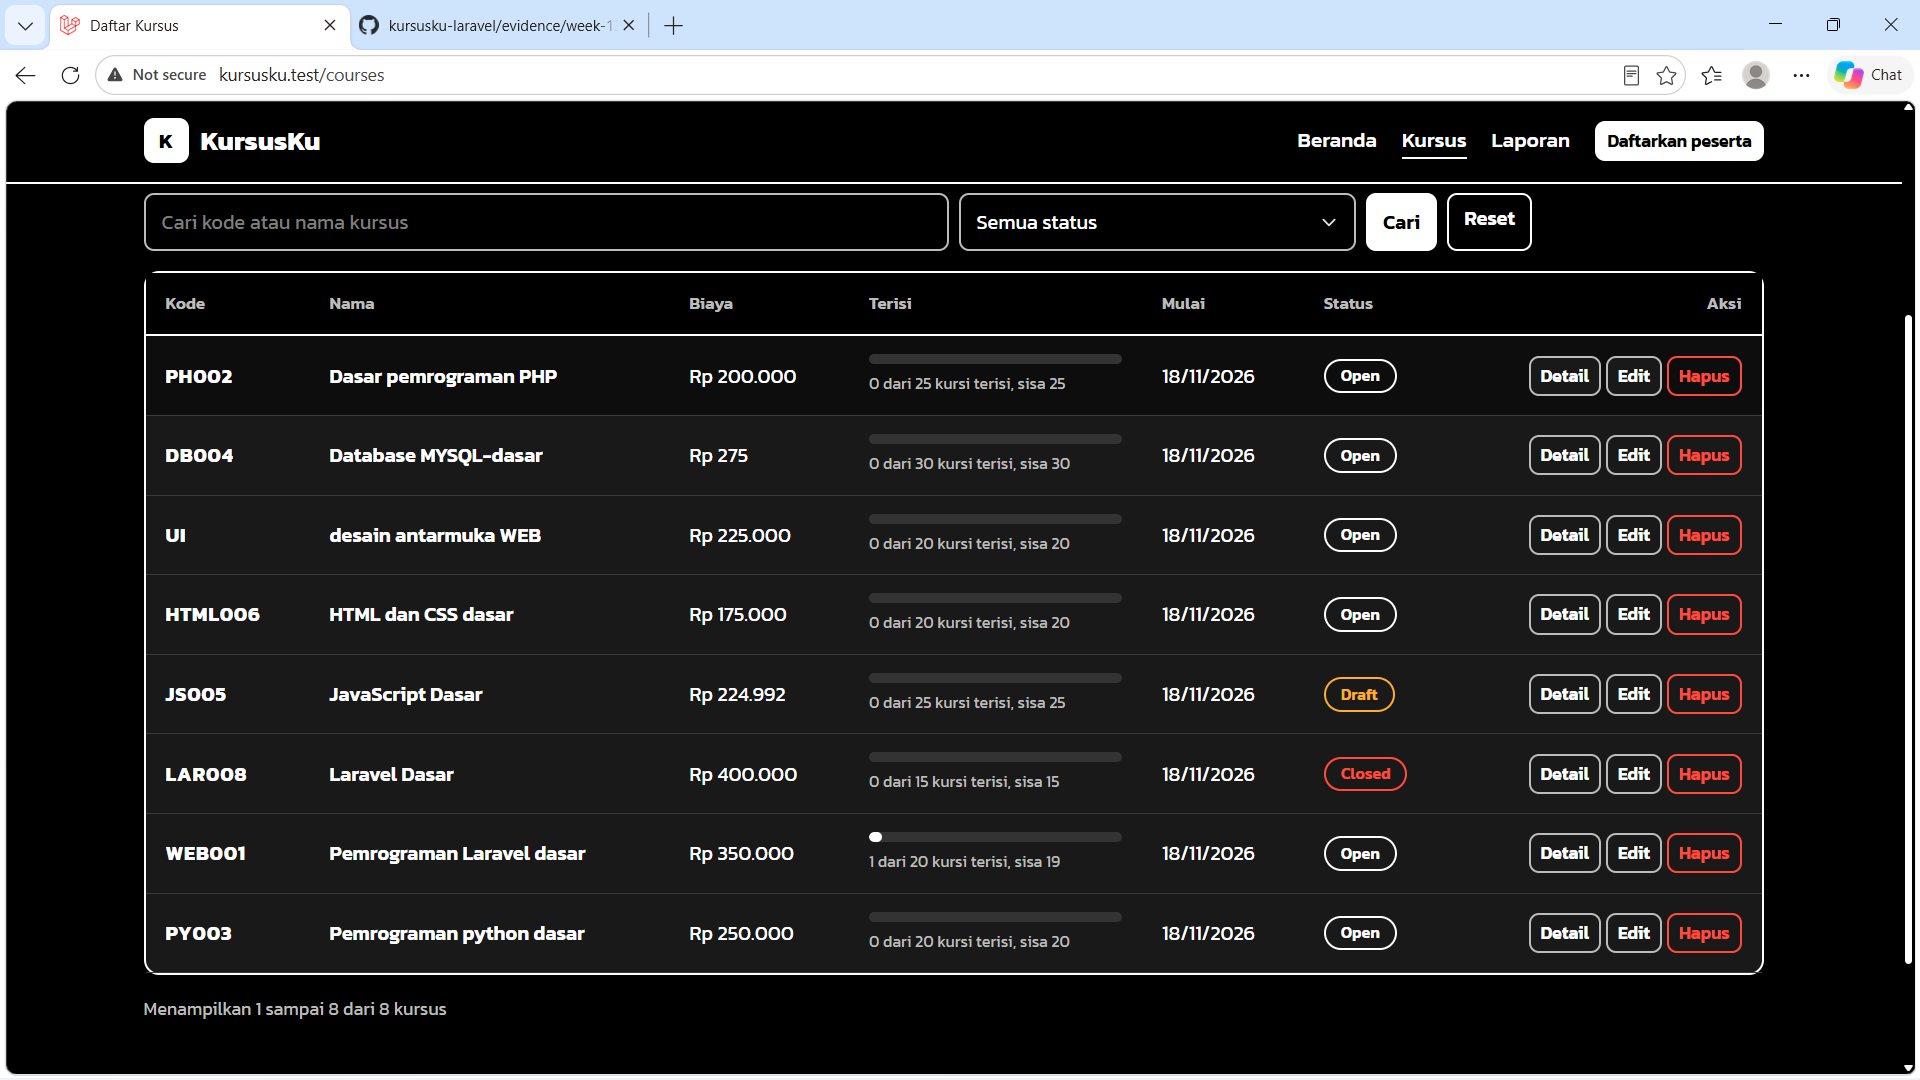 Daftar Kursus
kursusku-laravel/evidence/week-1
Not secure kursusku.test/courses
Chat
K KursusKu
Beranda Kursus Laporan Daftarkan peserta
Cari kode atau nama kursus Semua status Cari Reset
Kode Nama Biaya Terisi Mulai Status Aksi
PH002 Dasar pemrograman PHP Rp 200.000 0 dari 25 kursi terisi, sisa 25 18/11/2026 Open Detail Edit Hapus
DB004 Database MYSQL-dasar Rp 275 0 dari 30 kursi terisi, sisa 30 18/11/2026 Open Detail Edit Hapus
UI desain antarmuka WEB Rp 225.000 0 dari 20 kursi terisi, sisa 20 18/11/2026 Open Detail Edit Hapus
HTML006 HTML dan CSS dasar Rp 175.000 0 dari 20 kursi terisi, sisa 20 18/11/2026 Open Detail Edit Hapus
JS005 JavaScript Dasar Rp 224.992 0 dari 25 kursi terisi, sisa 25 18/11/2026 Draft Detail Edit Hapus
LAR008 Laravel Dasar Rp 400.000 0 dari 15 kursi terisi, sisa 15 18/11/2026 Closed Detail Edit Hapus
WEB001 Pemrograman Laravel dasar Rp 350.000 1 dari 20 kursi terisi, sisa 19 18/11/2026 Open Detail Edit Hapus
PY003 Pemrograman python dasar Rp 250.000 0 dari 20 kursi terisi, sisa 20 18/11/2026 Open Detail Edit Hapus
Menampilkan 1 sampai 8 dari 8 kursus